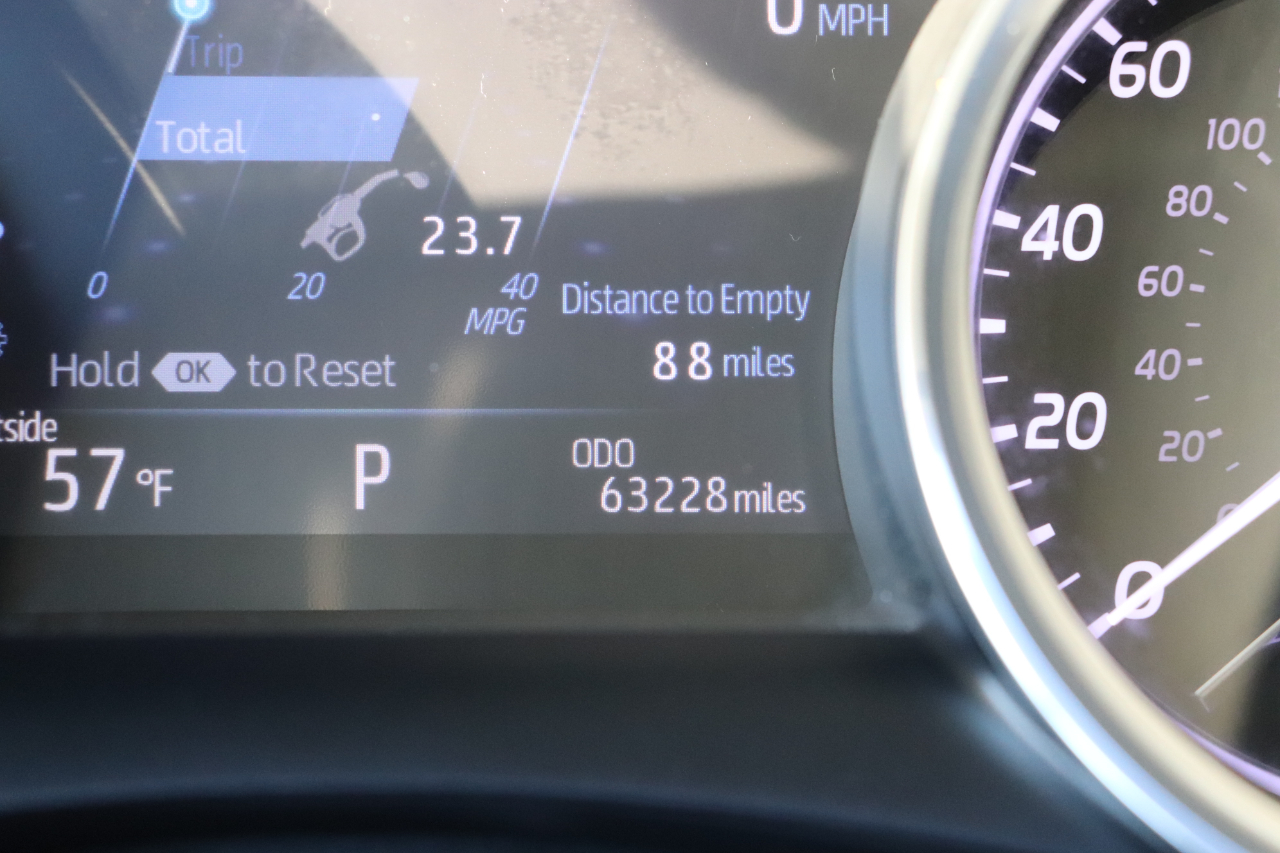 0 MPH
Trip
Total
23.7
0 20 40
MPG
Distance to Empty
88 miles
Hold OK to Reset
57 °F
P
ODO
63228 miles
60
40
20
0
100
80
60
40
20
0